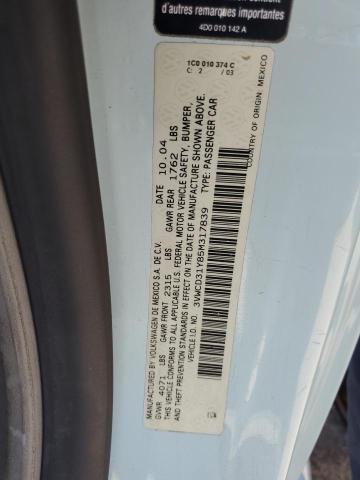 d'autres remarques importantes
4D0 010 142 A
1C0 010 374 C
C: 2 / 03
MANUFACTURED BY VOLKSWAGEN DE MEXICO S.A. DE C.V. DATE 10.04
GVWR 4071 LBS GAWR FRONT 2315 LBS GAWR REAR 1762 LBS
THIS VEHICLE CONFORMS TO ALL APPLICABLE U.S. FEDERAL MOTOR VEHICLE SAFETY, BUMPER,
AND THEFT PREVENTION STANDARDS IN EFFECT ON THE DATE OF MANUFACTURE SHOWN ABOVE.
V.I.D. NO.: 3VWCD31Y85M317839 TYPE: PASSENGER CAR
COUNTRY OF ORIGIN: MEXICO